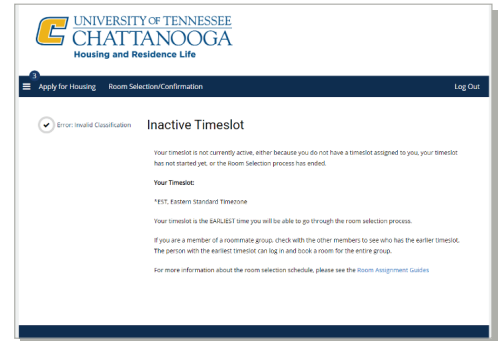 UNIVERSITY OF TENNESSEE
CHATTANOOGA
Housing and Residence Life
3
Apply for Housing Room Selection/Confirmation Log Out
Error: Invalid Classification
Inactive Timeslot
Your timeslot is not currently active, either because you do not have a timeslot assigned to you, your timeslot
has not started yet, or the Room Selection process has ended.
Your Timeslot:
*EST, Eastern Standard Timezone
Your timeslot is the EARLIEST time you will be able to go through the room selection process.
If you are a member of a roommate group, check with the other members to see who has the earlier timeslot.
The person with the earliest timeslot can log in and book a room for the entire group.
For more information about the room selection schedule, please see the Room Assignment Guides